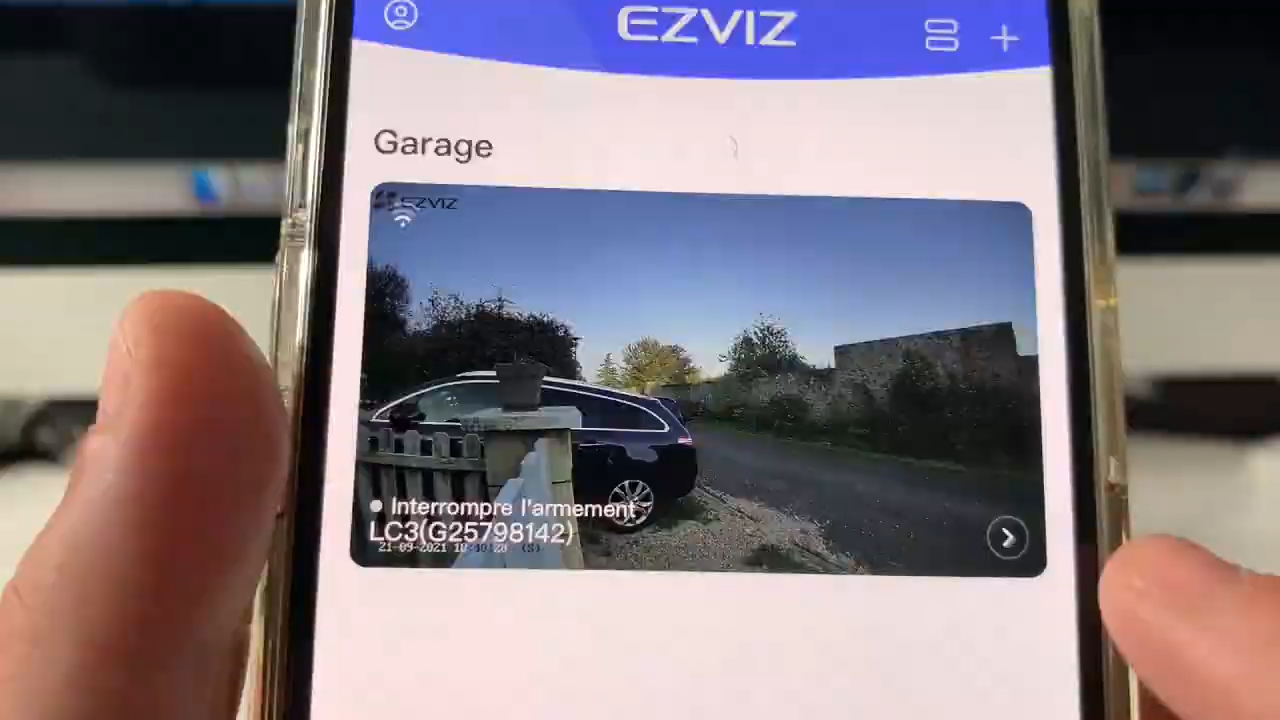 EZVIZ
Garage
EZVIZ
Interrompre l'armement
LC3(G25798142)
21-09-2021